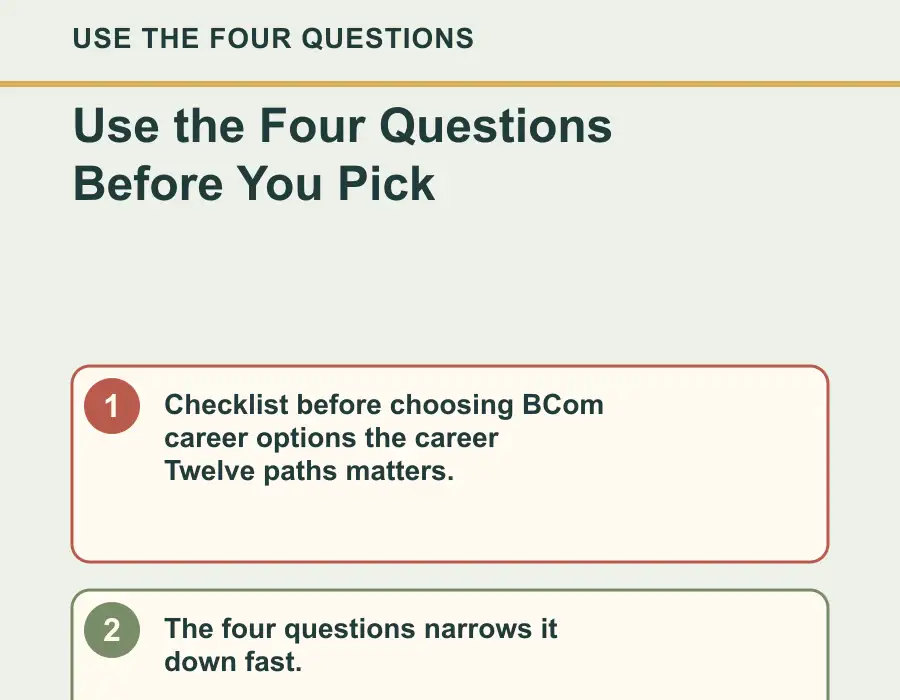 USE THE FOUR QUESTIONS
Use the Four Questions
Before You Pick
1
Checklist before choosing BCom
career options the career
Twelve paths matters.
2
The four questions narrows it
down fast.